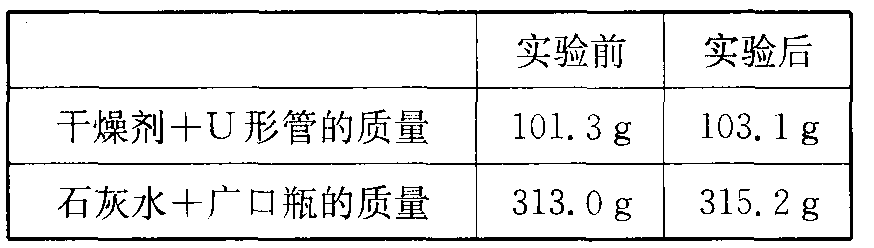 实验前 实验后
干燥剂+U形管的质量 101.3 g 103.1 g
石灰水+广口瓶的质量 313.0 g 315.2 g